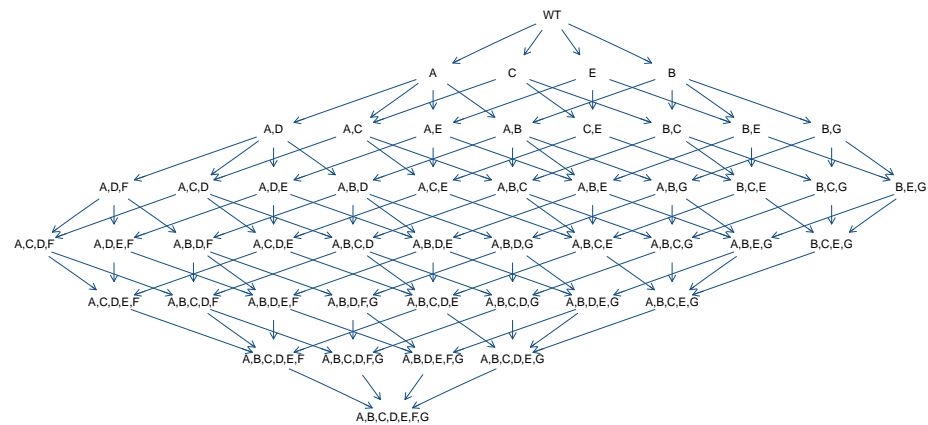 WT
A C E B
A,D A,C A,E A,B C,E B,C B,E B,G
A,D,F A,C,D A,D,E A,B,D A,C,E A,B,C A,B,E A,B,G B,C,E B,C,G B,E,G
A,C,D,F A,D,E,F A,B,D,F A,C,D,E A,B,C,D A,B,D,E A,B,D,G A,B,C,E A,B,C,G A,B,E,G B,C,E,G
A,C,D,E,F A,B,C,D,F A,B,D,E,F A,B,D,F,G A,B,C,D,E A,B,C,D,G A,B,D,E,G A,B,C,E,G
A,B,C,D,E,F A,B,C,D,F,G A,B,D,E,F,G A,B,C,D,E,G
A,B,C,D,E,F,G